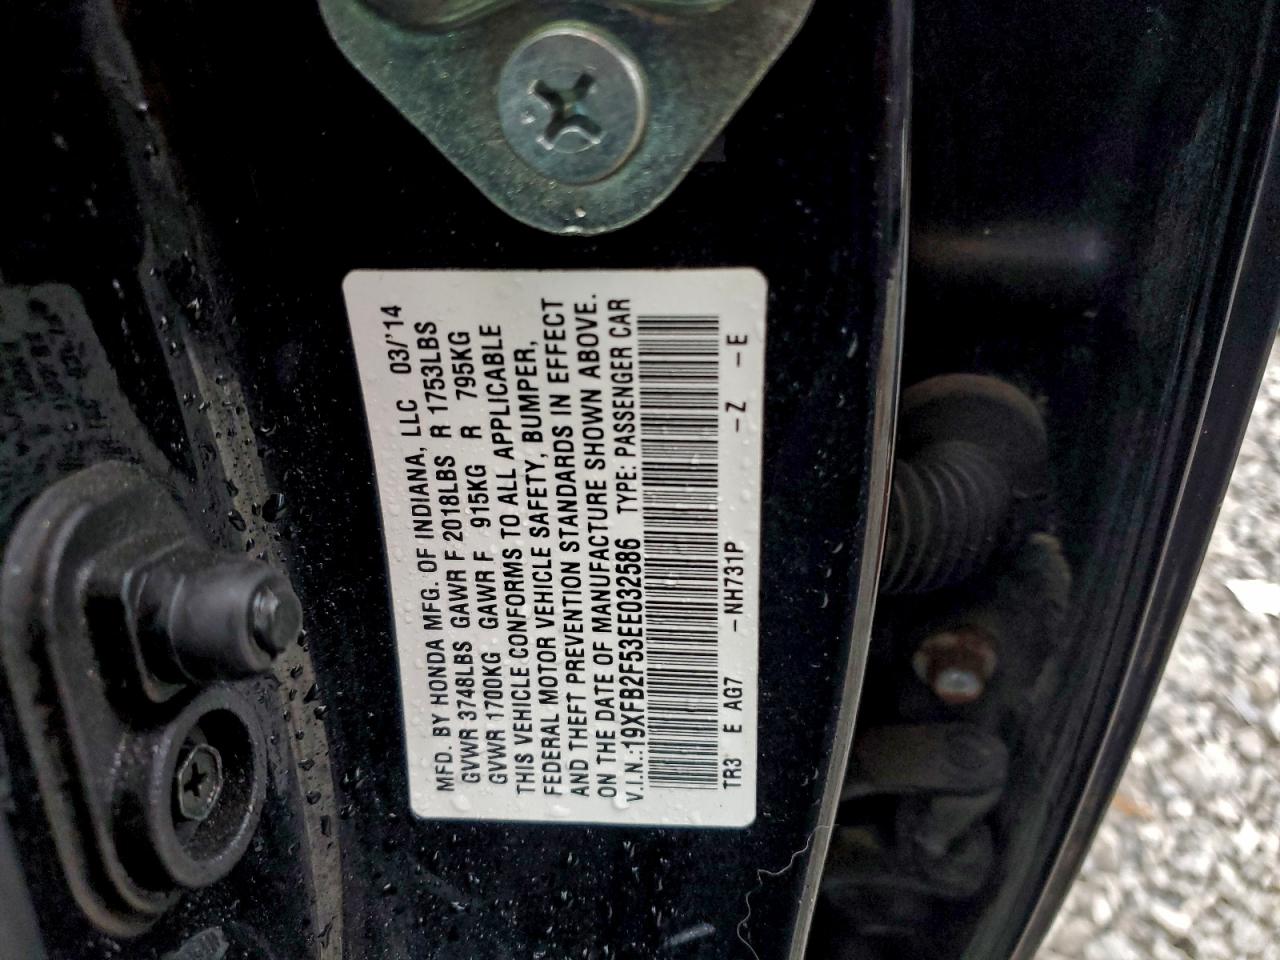 MFD. BY HONDA MFG. OF INDIANA, LLC 03/'14
GVWR 3748LBS GAWR F 2018LBS R 1753LBS
GVWR 1700KG GAWR F 915KG R 795KG
THIS VEHICLE CONFORMS TO ALL APPLICABLE
FEDERAL MOTOR VEHICLE SAFETY, BUMPER,
AND THEFT PREVENTION STANDARDS IN EFFECT
ON THE DATE OF MANUFACTURE SHOWN ABOVE.
V.I.N.:19XFB2F53EE032586 TYPE: PASSENGER CAR
TR3 E AG7 –NH731P –Z –E